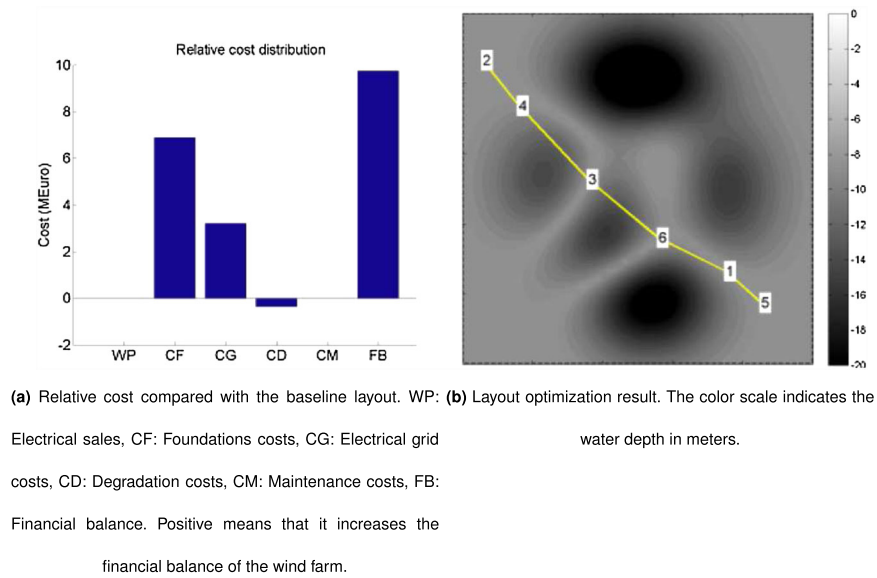 Relative cost distribution
Cost (MEuro)
10
8
6
4
2
0
-2
WP CF CG CD CM FB
2
4
3
6
1
5
0
-2
-4
-6
-8
-10
-12
-14
-16
-18
-20
(a) Relative cost compared with the baseline layout. WP:
Electrical sales, CF: Foundations costs, CG: Electrical grid
costs, CD: Degradation costs, CM: Maintenance costs, FB:
Financial balance. Positive means that it increases the
financial balance of the wind farm.
(b) Layout optimization result. The color scale indicates the
water depth in meters.